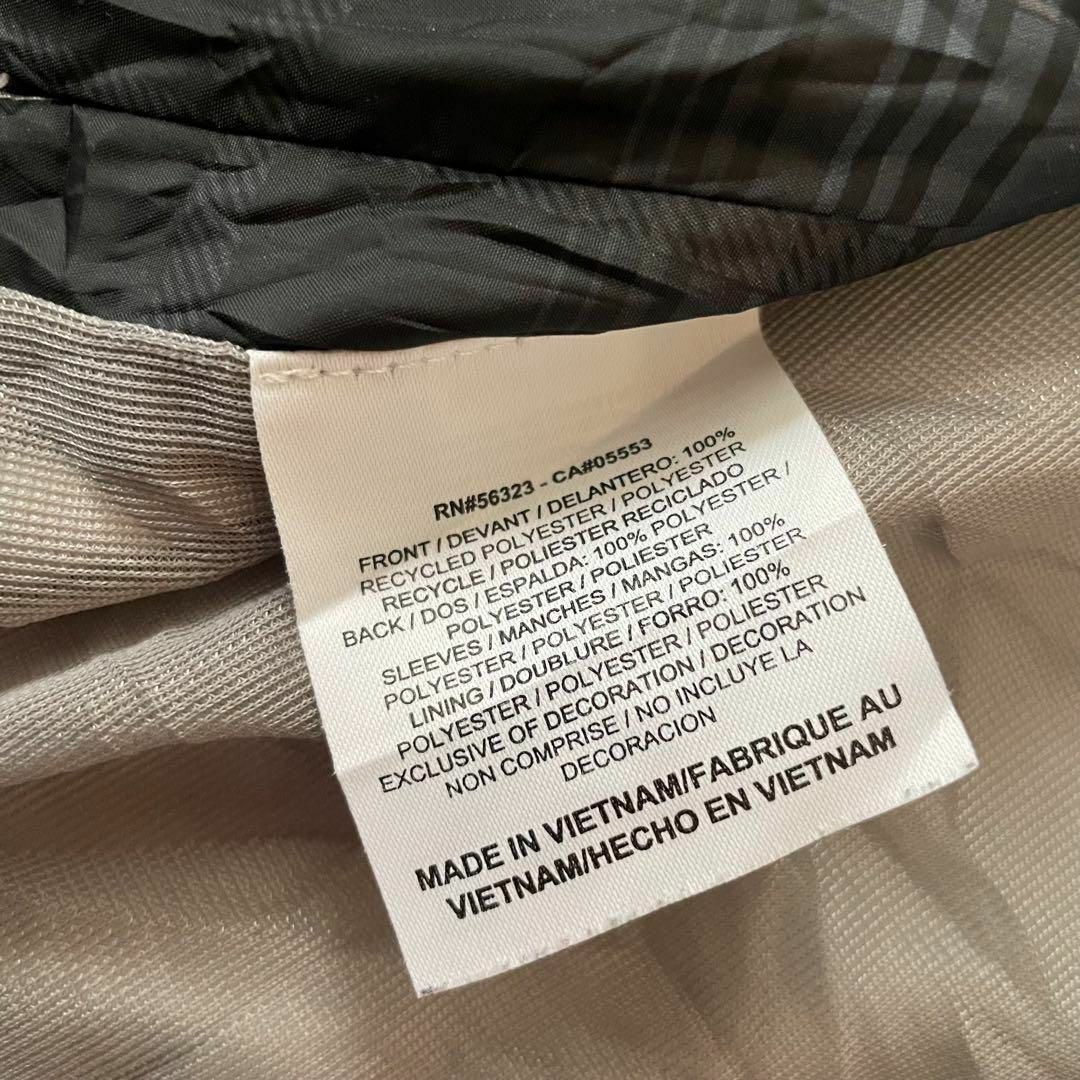 RN#56323 - CA#05553
FRONT / DEVANT / DELANTERO: 100%
RECYCLED POLYESTER / POLYESTER
RECYCLE / POLIESTER RECICLADO
BACK / DOS / ESPALDA: 100% POLYESTER /
POLYESTER / POLIESTER
SLEEVES / MANCHES / MANGAS: 100%
POLYESTER / POLYESTER / POLIESTER
LINING / DOUBLURE / FORRO: 100%
POLYESTER / POLYESTER / POLIESTER
EXCLUSIVE OF DECORATION / DECORATION
NON COMPRISE / NO INCLUYE LA
DECORACION
MADE IN VIETNAM/FABRIQUE AU
VIETNAM/HECHO EN VIETNAM